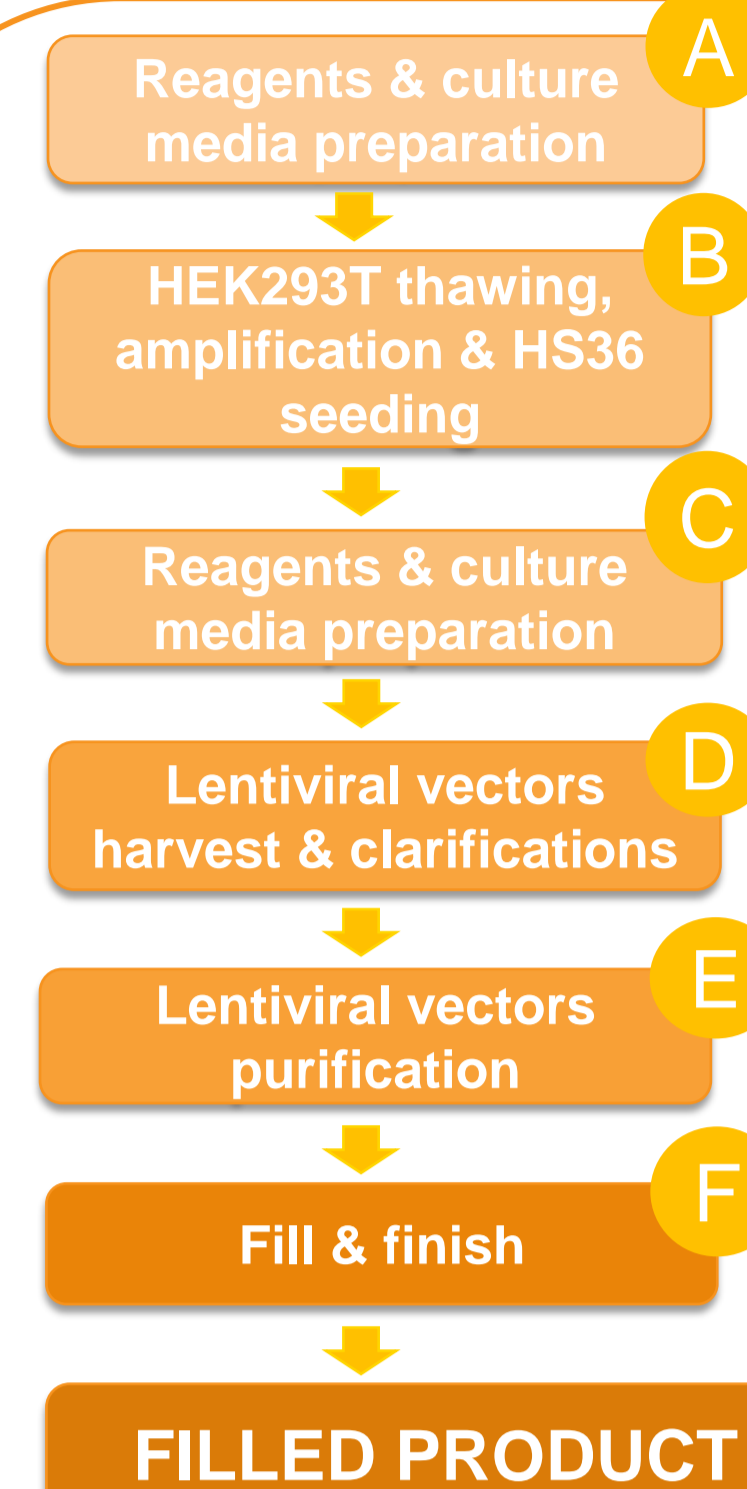 A
Reagents & culture
media preparation
B
HEK293T thawing,
amplification & HS36
seeding
C
Reagents & culture
media preparation
D
Lentiviral vectors
harvest & clarifications
E
Lentiviral vectors
purification
F
Fill & finish
FILLED PRODUCT